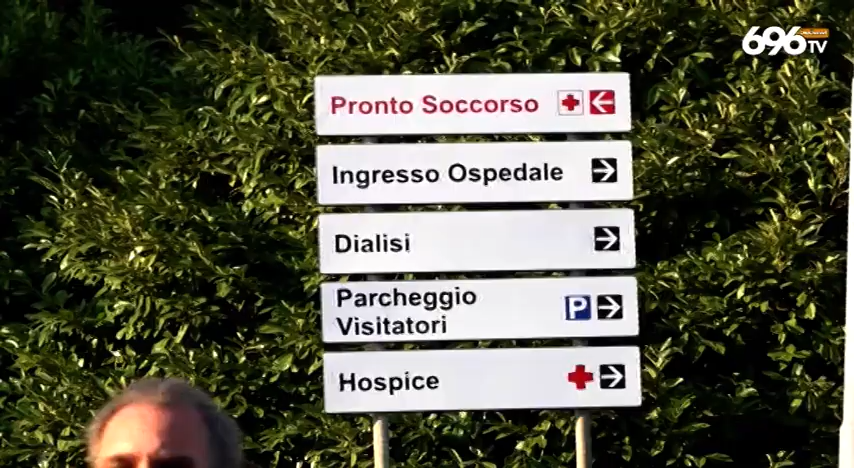 696 TV
Pronto Soccorso
Ingresso Ospedale
Dialisi
Parcheggio P
Visitatori
Hospice